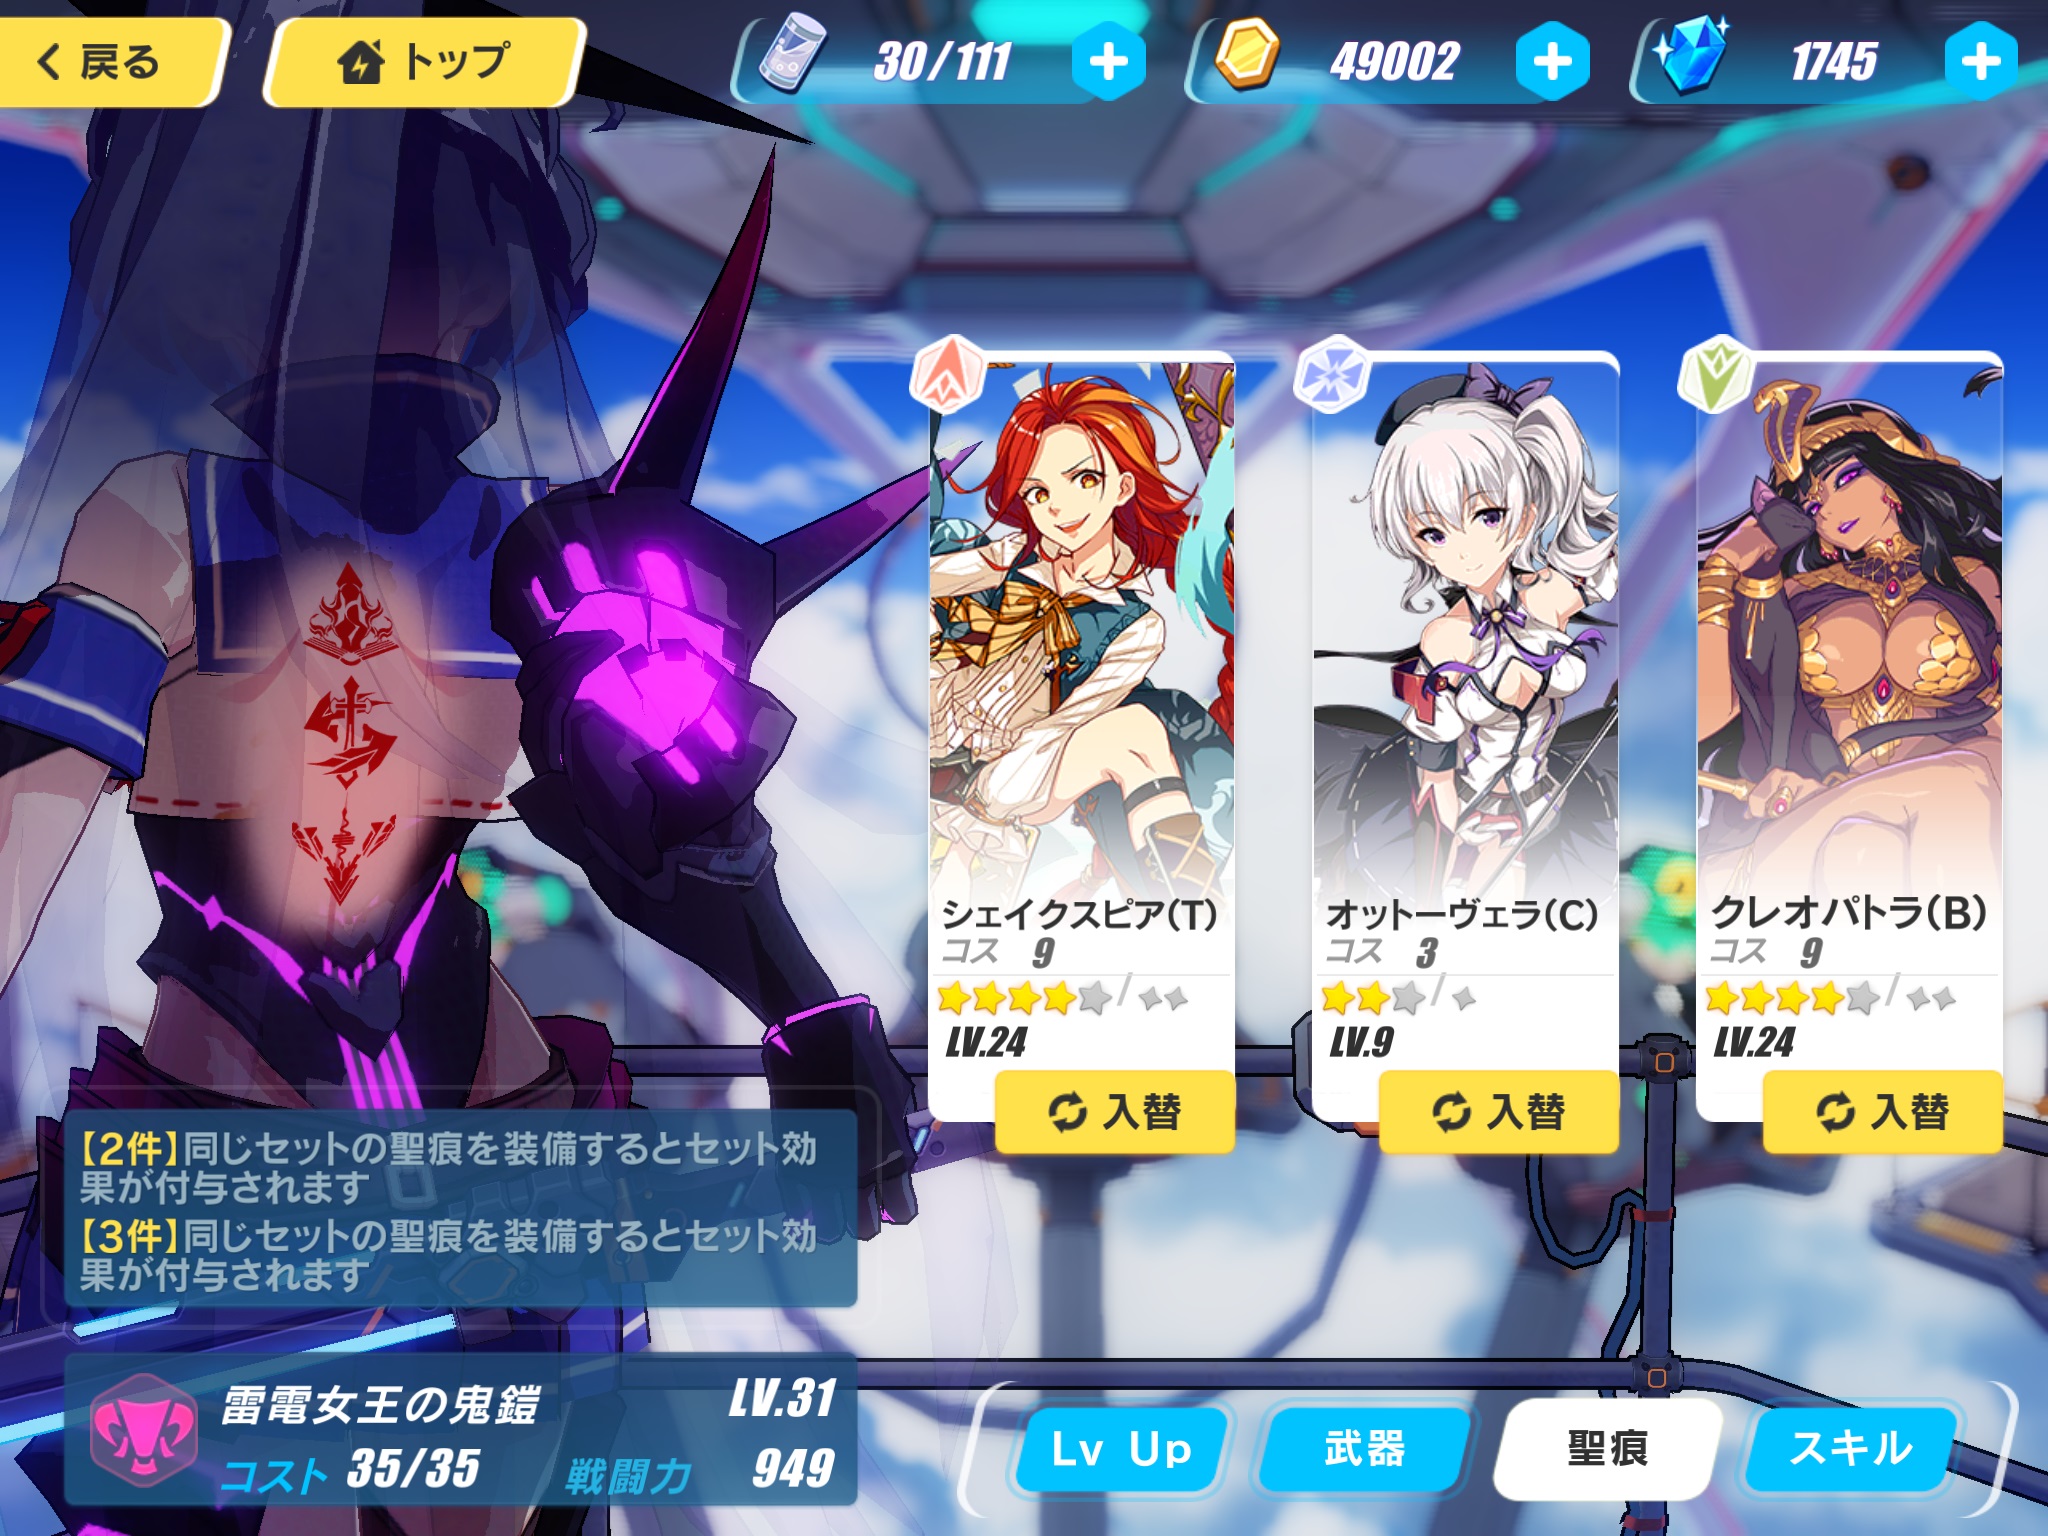 戻る
トップ
30/111
49002
1745
シェイクスピア(T)
コス 9
LV.24
入替
オットーヴェラ(C)
コス 3
LV.9
入替
クレオパトラ(B)
コス 9
LV.24
入替
【2件】同じセットの聖痕を装備するとセット効
果が付与されます
【3件】同じセットの聖痕を装備するとセット効
果が付与されます
雷電女王の鬼鎧 LV.31
コスト 35/35 戦闘力 949
Lv Up
武器
聖痕
スキル